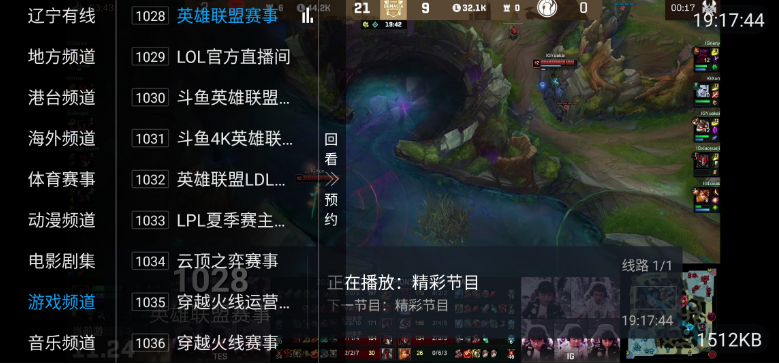 辽宁有线
地方频道
港台频道
海外频道
体育赛事
动漫频道
电影剧集
游戏频道
音乐频道
1028 英雄联盟赛事
1029 LOL官方直播间
1030 斗鱼英雄联盟...
1031 斗鱼4K英雄联...
1032 英雄联盟LDL...
1033 LPL夏季赛主...
1034 云顶之弈赛事
1035 穿越火线运营...
1036 穿越火线赛事
回看
预约
21
9
32.1K
0
0
19:42
00:17
19:17:44
1028
英雄联盟赛事
正在播放：精彩节目
下一节目：精彩节目
线路 1/1
19:17:44
1512KB
TES
IG